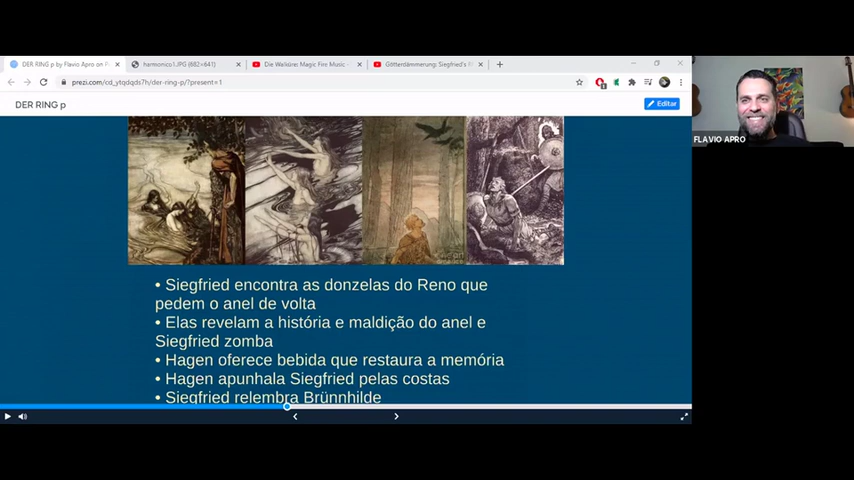 DER RING p by Flavio Apro on P
harmonico1.JPG (682×641)
Die Walküre: Magic Fire Music -
Götterdämmerung: Siegfried's F
prezi.com/cd_ytqdqds7h/der-ring-p/?present=1
DER RING p
Editar
FLAVIO APRO
• Siegfried encontra as donzelas do Reno que
pedem o anel de volta
• Elas revelam a história e maldição do anel e
Siegfried zomba
• Hagen oferece bebida que restaura a memória
• Hagen apunhala Siegfried pelas costas
• Siegfried relembra Brünnhilde